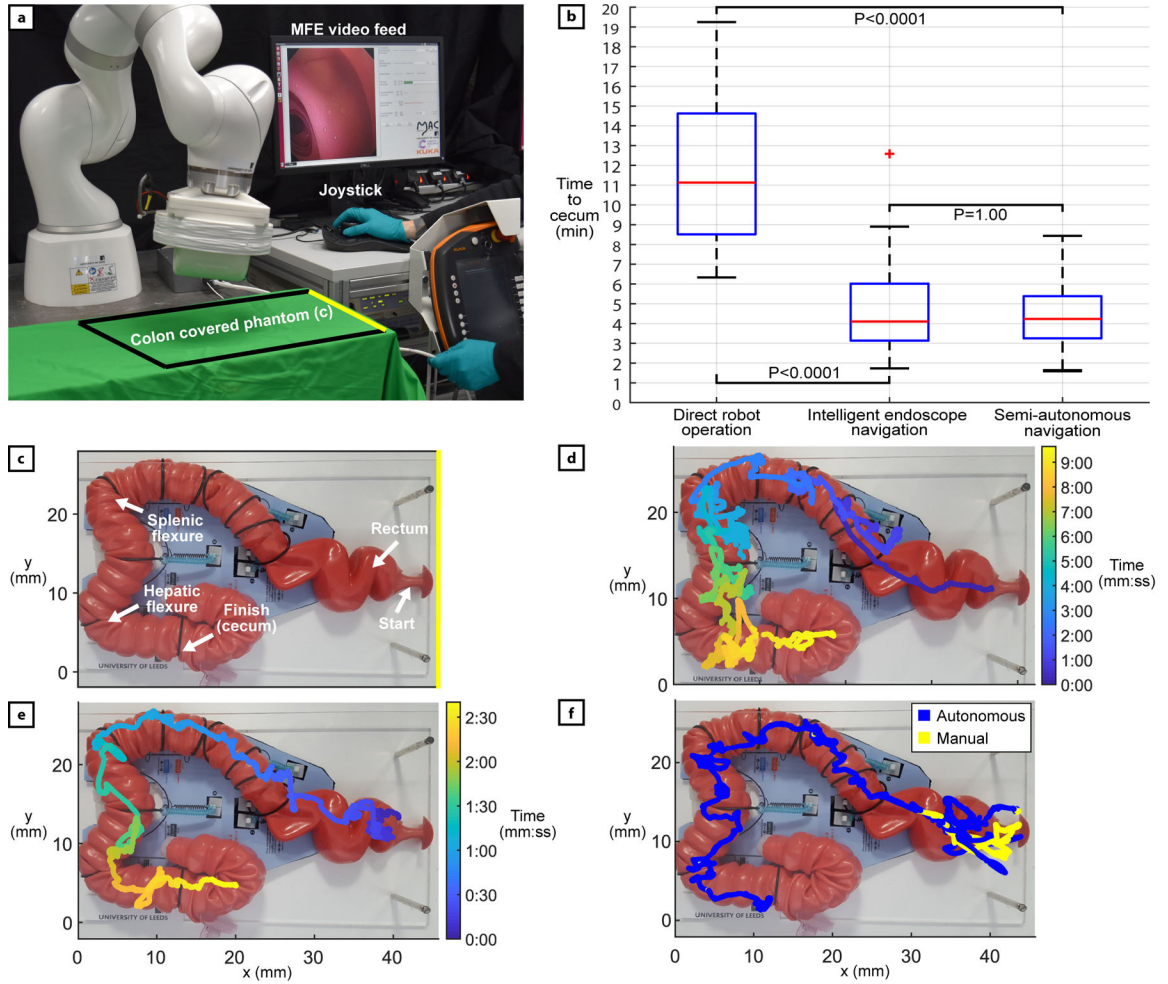 a
MFE video feed
MAC
KUKA
DELL
Joystick
Colon covered phantom (c)
b
20
19
18
17
16
15
14
13
12
11
10
9
8
7
6
5
4
3
2
1
0
Time
to
cecum
(min)
P<0.0001
P=1.00
P<0.0001
Direct robot
operation
Intelligent endoscope
navigation
Semi-autonomous
navigation
c
Splenic
flexure
Rectum
Hepatic
flexure
Finish
(cecum)
Start
UNIVERSITY OF LEEDS
20
10
0
y
(mm)
d
20
10
0
y
(mm)
UNIVERSITY OF LEEDS
9:00
8:00
7:00
6:00
5:00
4:00
3:00
2:00
1:00
0:00
Time
(mm:ss)
e
20
10
0
y
(mm)
UNIVERSITY OF LEEDS
0
10
20
30
40
x (mm)
2:30
2:00
1:30
1:00
0:30
0:00
Time
(mm:ss)
f
Autonomous
Manual
20
10
0
y
(mm)
UNIVERSITY OF LEEDS
0
10
20
30
40
x (mm)